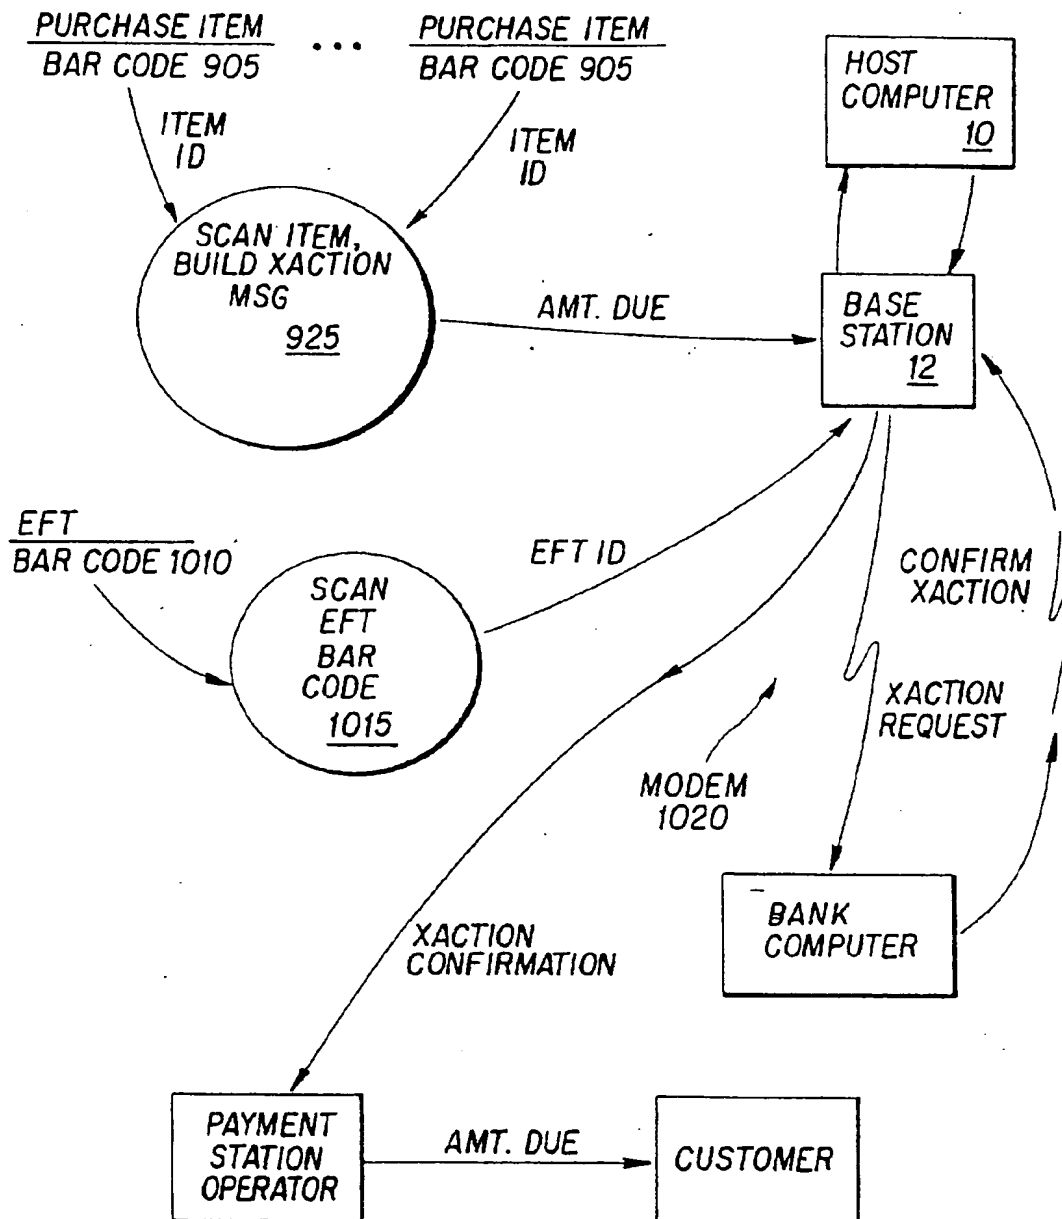 PURCHASE ITEM
BAR CODE 905
...
PURCHASE ITEM
BAR CODE 905
ITEM
ID
ITEM
ID
HOST
COMPUTER
10
SCAN ITEM,
BUILD XACTION
MSG
925
AMT. DUE
BASE
STATION
12
EFT
BAR CODE 1010
SCAN
EFT
BAR
CODE
1015
EFT ID
CONFIRM
XACTION
XACTION
REQUEST
MODEM
1020
BANK
COMPUTER
XACTION
CONFIRMATION
PAYMENT
STATION
OPERATOR
AMT. DUE
CUSTOMER